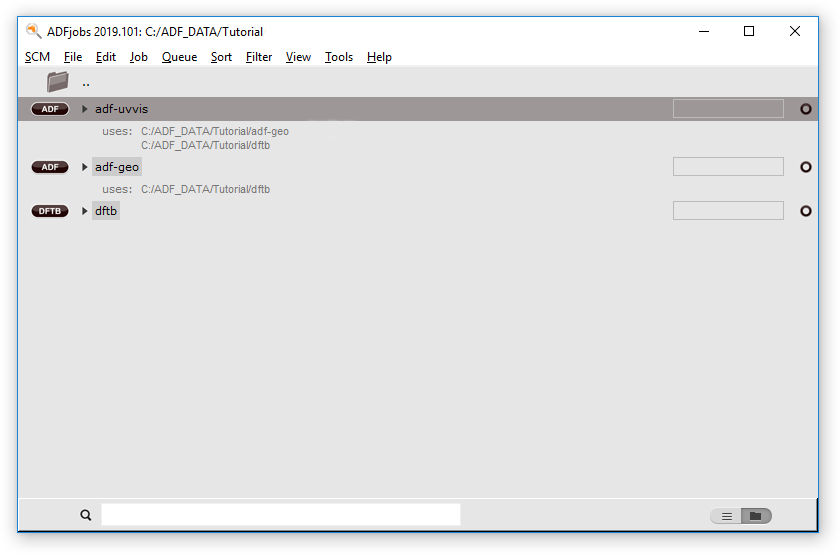 ADFjobs 2019.101: C:/ADF_DATA/Tutorial
SCM File Edit Job Queue Sort Filter View Tools Help
..
ADF adf-uvvis
uses: C:/ADF_DATA/Tutorial/adf-geo
C:/ADF_DATA/Tutorial/dftb
ADF adf-geo
uses: C:/ADF_DATA/Tutorial/dftb
DFTB dftb